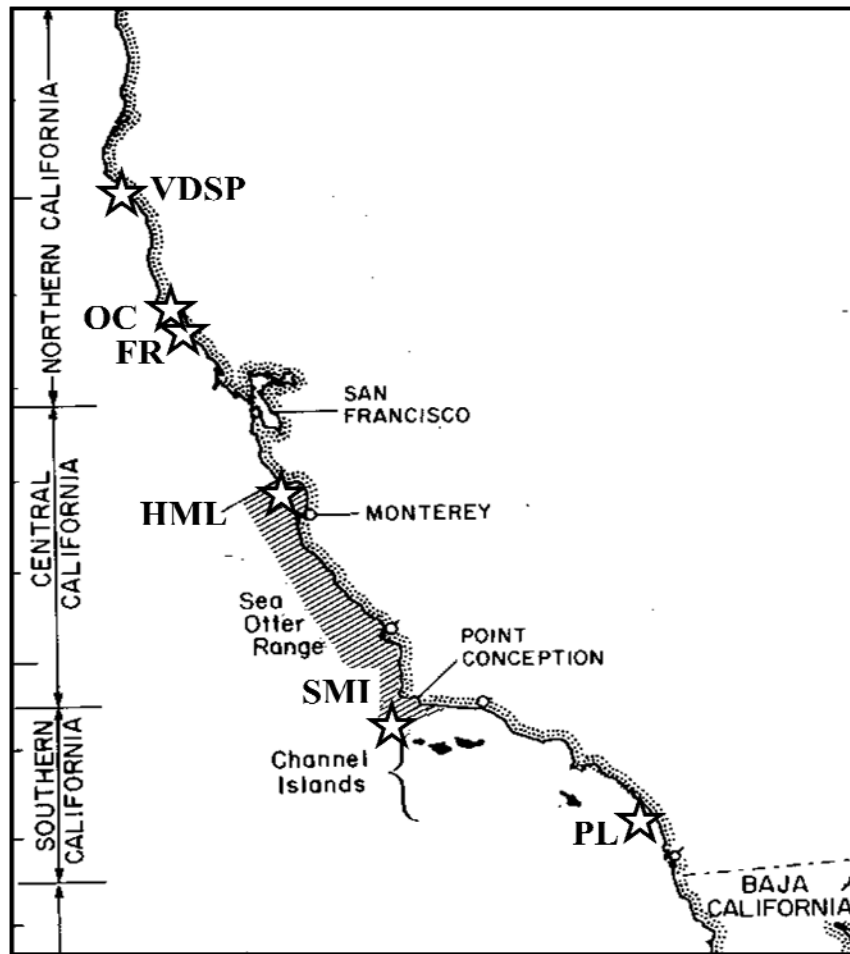 NORTHERN CALIFORNIA
VDSP
OC
FR
SAN
FRANCISCO
CENTRAL
CALIFORNIA
HML
MONTEREY
Sea
Otter
Range
POINT
CONCEPTION
SMI
SOUTHERN
CALIFORNIA
Channel
Islands
PL
BAJA
CALIFORNIA